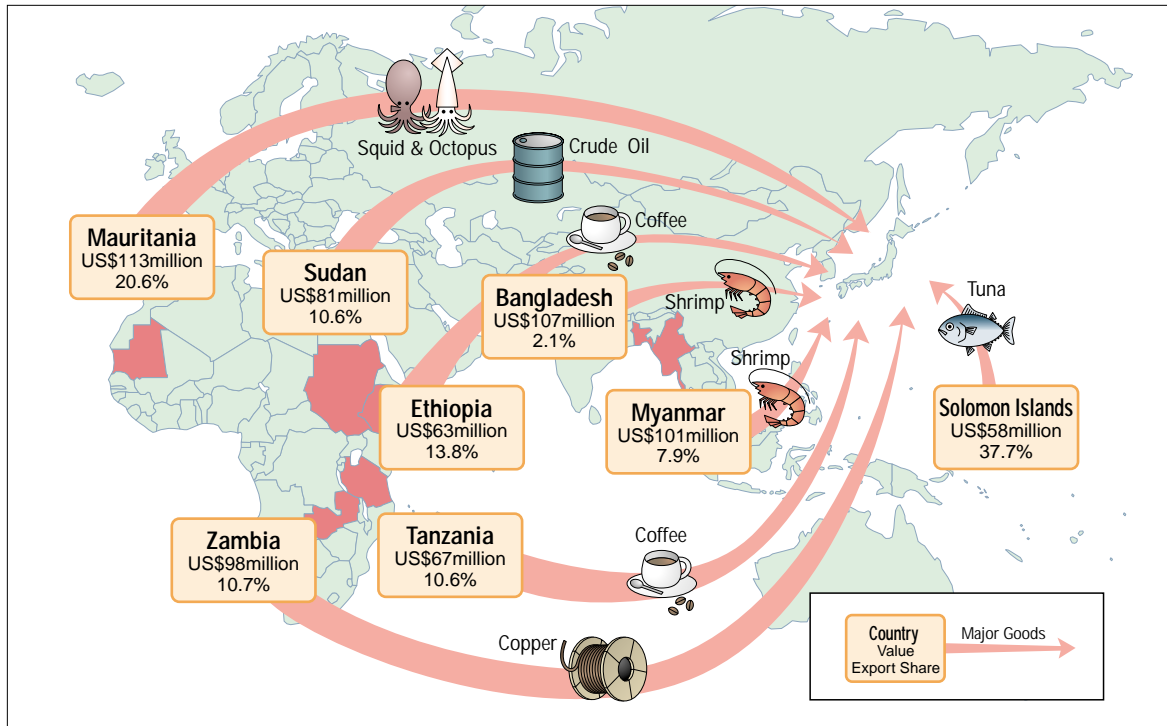 Squid & Octopus
Crude Oil
Coffee
Mauritania
US$113million
20.6%
Sudan
US$81million
10.6%
Bangladesh
US$107million
2.1%
Shrimp
Tuna
Shrimp
Ethiopia
US$63million
13.8%
Myanmar
US$101million
7.9%
Solomon Islands
US$58million
37.7%
Zambia
US$98million
10.7%
Tanzania
US$67million
10.6%
Coffee
Copper
Country
Value
Export Share
Major Goods